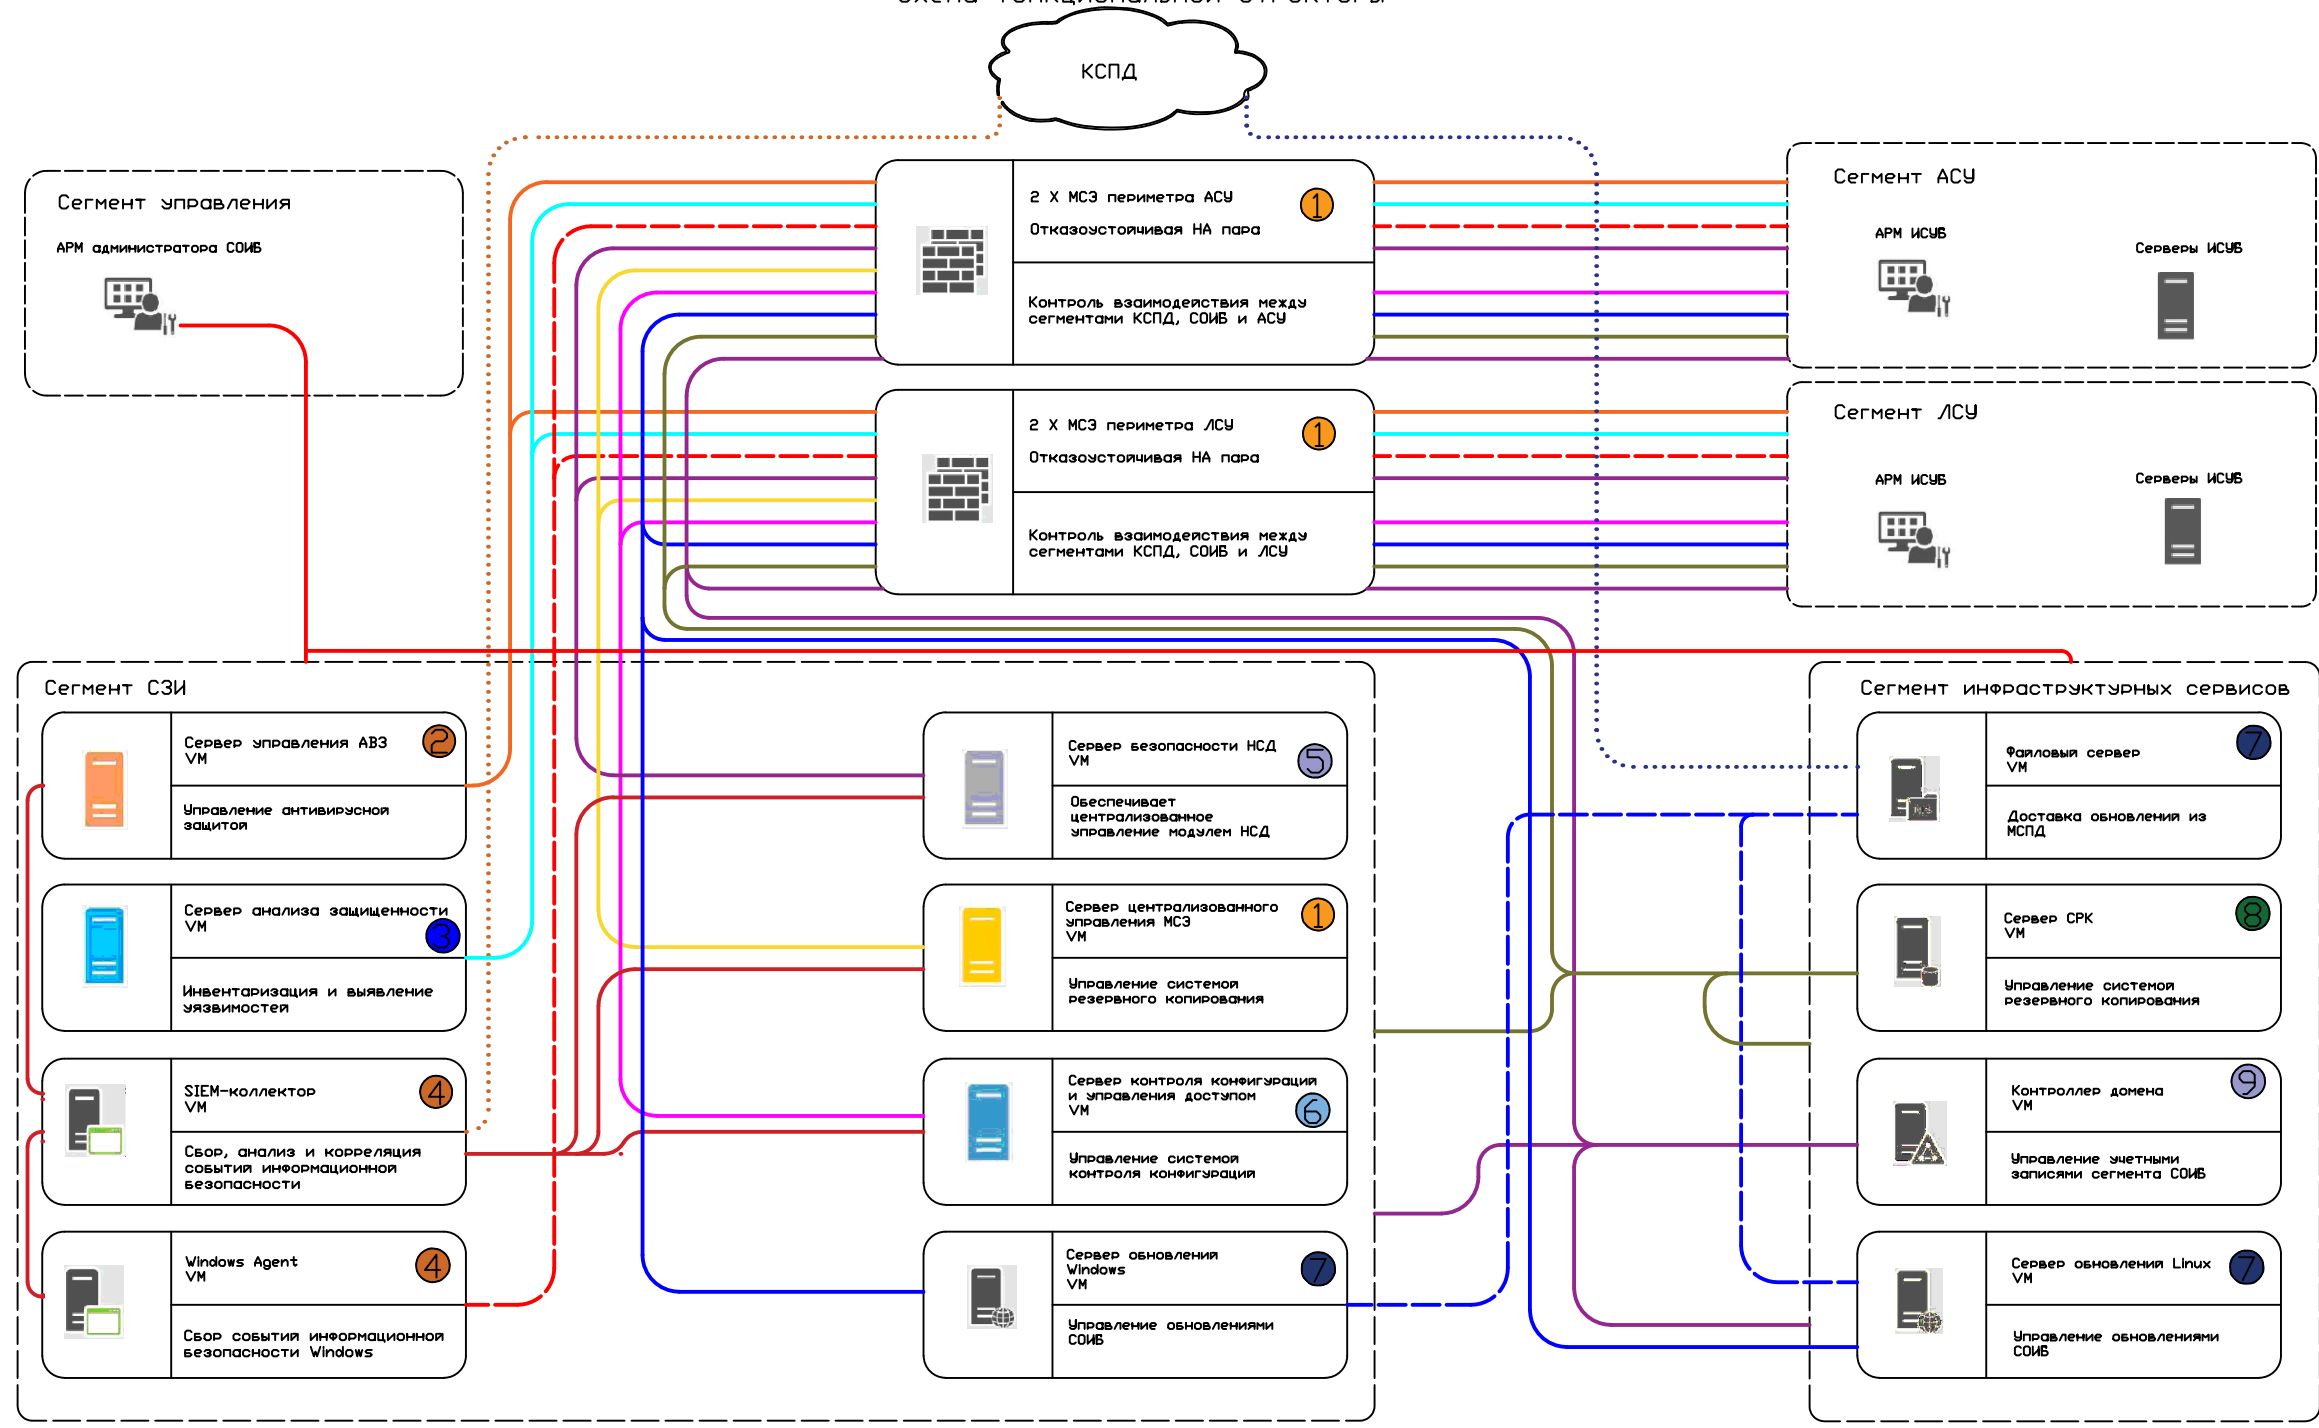 КСПД
Сегмент управления
АРМ администратора СОИБ
2 X МСЭ периметра АСУ
1
Отказоустойчивая НА пара
Контроль взаимодействия между
сегментами КСПД, СОИБ и АСУ
Сегмент АСУ
АРМ ИСУБ
Серверы ИСУБ
2 X МСЭ периметра ЛСУ
1
Отказоустойчивая НА пара
Контроль взаимодействия между
сегментами КСПД, СОИБ и ЛСУ
Сегмент ЛСУ
АРМ ИСУБ
Серверы ИСУБ
Сегмент СЗИ
Сервер управления АВЗ
VM
2
Управление антивирусной
защитой
Сервер анализа защищенности
VM
3
Инвентаризация и выявление
уязвимостей
SIEM-коллектор
VM
4
Сбор, анализ и корреляция
событий информационной
безопасности
Windows Agent
VM
4
Сбор событий информационной
безопасности Windows
Сервер безопасности НСД
VM
5
Обеспечивает
централизованное
управление модулем НСД
Сервер централизованного
управления МСЭ
VM
1
Управление системой
резервного копирования
Сервер контроля конфигураций
и управления доступом
VM
6
Управление системой
контроля конфигураций
Сервер обновлений
Windows
VM
7
Управление обновлениями
СОИБ
Сегмент инфраструктурных сервисов
Файловый сервер
VM
7
Доставка обновлений из
МСПД
Сервер СРК
VM
8
Управление системой
резервного копирования
Контроллер домена
VM
9
Управление учетными
записями сегмента СОИБ
Сервер обновлений Linux
VM
7
Управление обновлениями
СОИБ